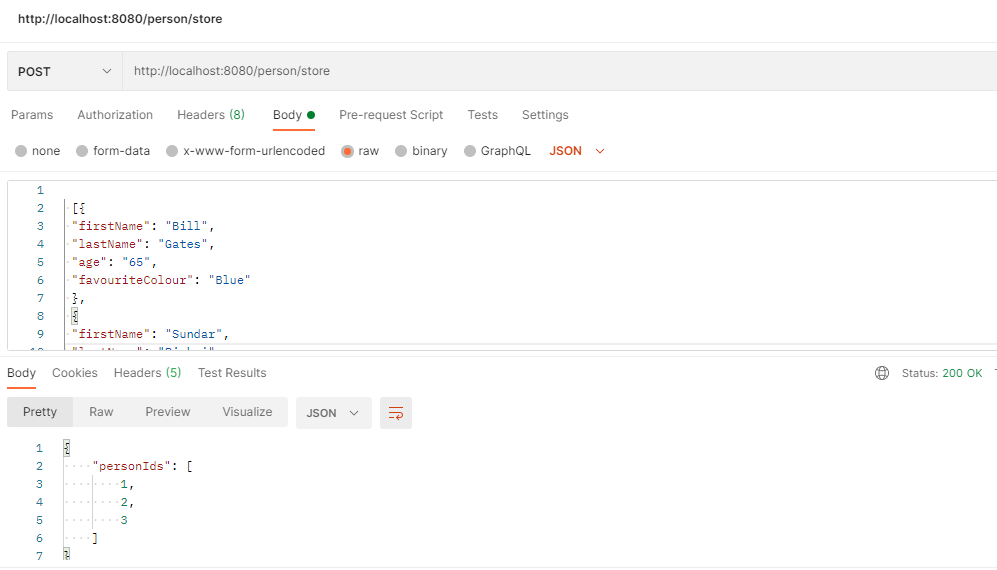 http://localhost:8080/person/store
POST http://localhost:8080/person/store
Params Authorization Headers (8) Body Pre-request Script Tests Settings
none form-data x-www-form-urlencoded raw binary GraphQL JSON
1
2 [{
3 "firstName": "Bill",
4 "lastName": "Gates",
5 "age": "65",
6 "favouriteColour": "Blue"
7 },
8 {
9 "firstName": "Sundar",
Body Cookies Headers (5) Test Results Status: 200 OK
Pretty Raw Preview Visualize JSON
1 {
2 "personIds": [
3 1,
4 2,
5 3
6 ]
7 }